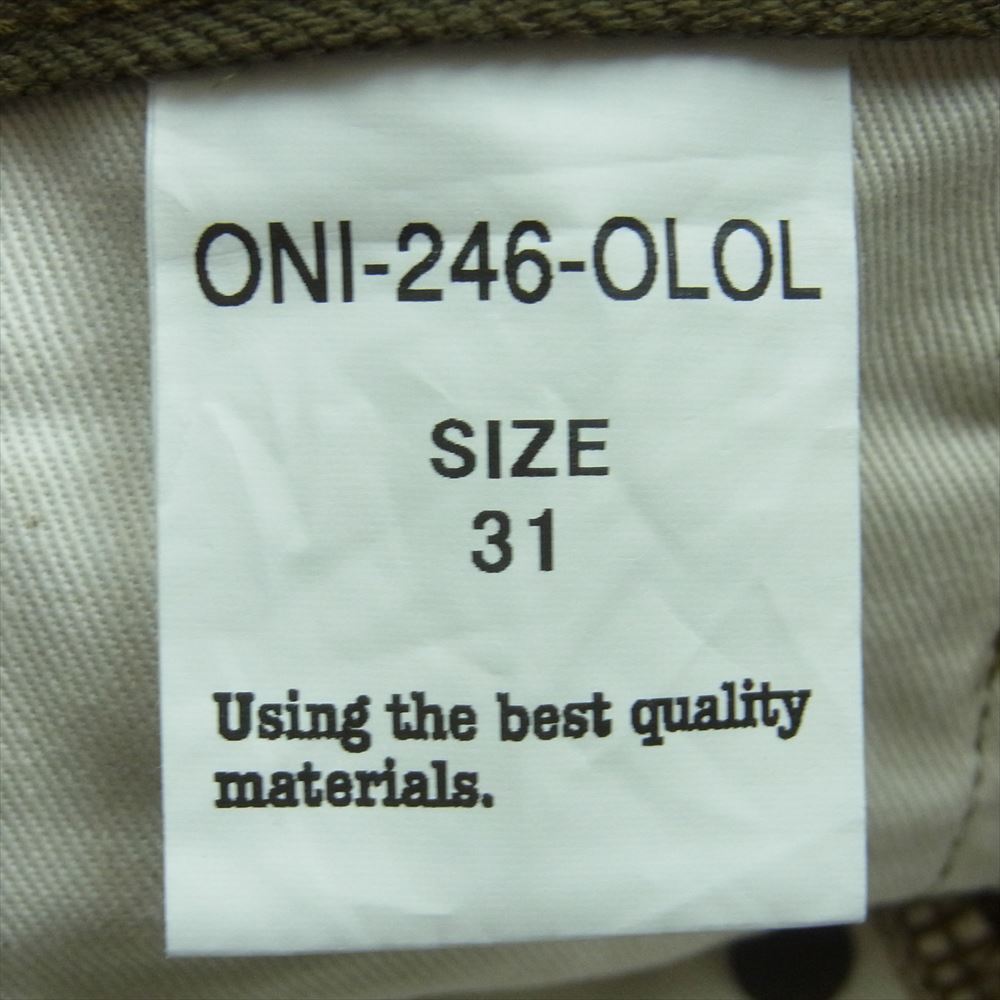 ONI-246-OLOL
SIZE
31
Using the best quality
materials.